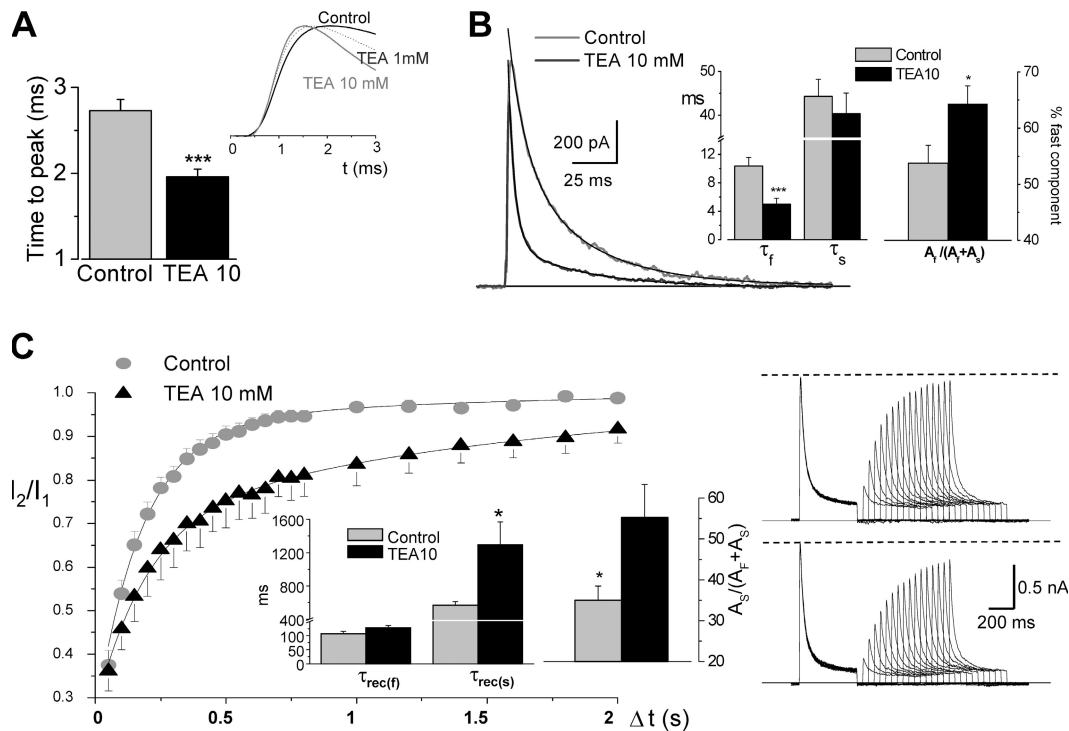 A
Control
TEA 1mM
TEA 10 mM
0 1 2 3
t (ms)
Time to peak (ms)
3
2
1
***
Control TEA 10
B
Control
TEA 10 mM
200 pA
25 ms
Control
TEA10
ms
50
40
12
8
4
0
***
τf
τs
*
70
60
50
40
% fast component
Af /(Af+As)
C
Control
TEA 10 mM
I2/I1
1.0
0.9
0.8
0.7
0.6
0.5
0.4
0.3
0 0.5 1 1.5 2
Δt (s)
Control
TEA10
ms
1600
1200
800
400
100
50
0
*
τrec(f)
τrec(s)
*
60
50
40
30
20
AS/(AF+AS)
0.5 nA
200 ms